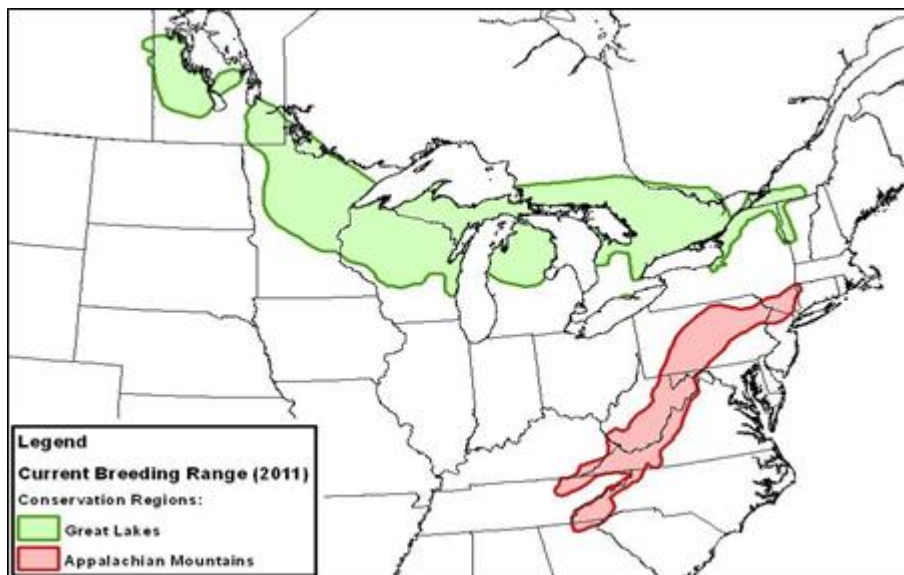 Legend
Current Breeding Range (2011)
Conservation Regions:
Great Lakes
Appalachian Mountains